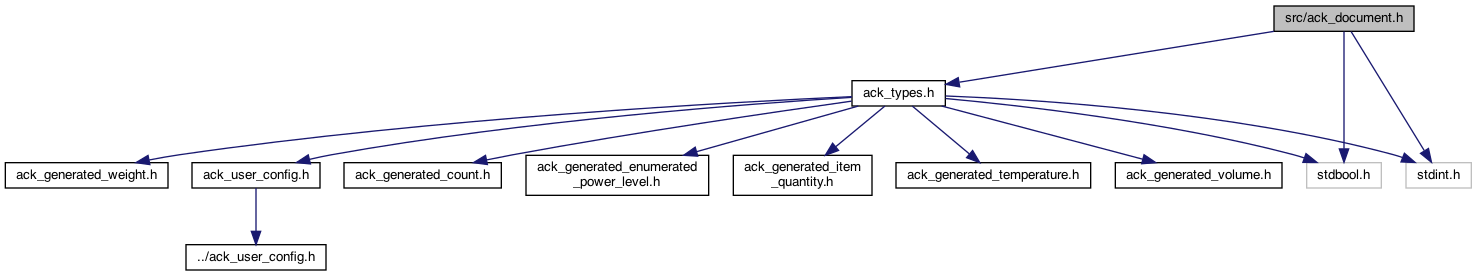 src/ack_document.h
ack_types.h
ack_generated_weight.h
ack_user_config.h
ack_generated_count.h
ack_generated_enumerated
_power_level.h
ack_generated_item
_quantity.h
ack_generated_temperature.h
ack_generated_volume.h
stdbool.h
stdint.h
../ack_user_config.h